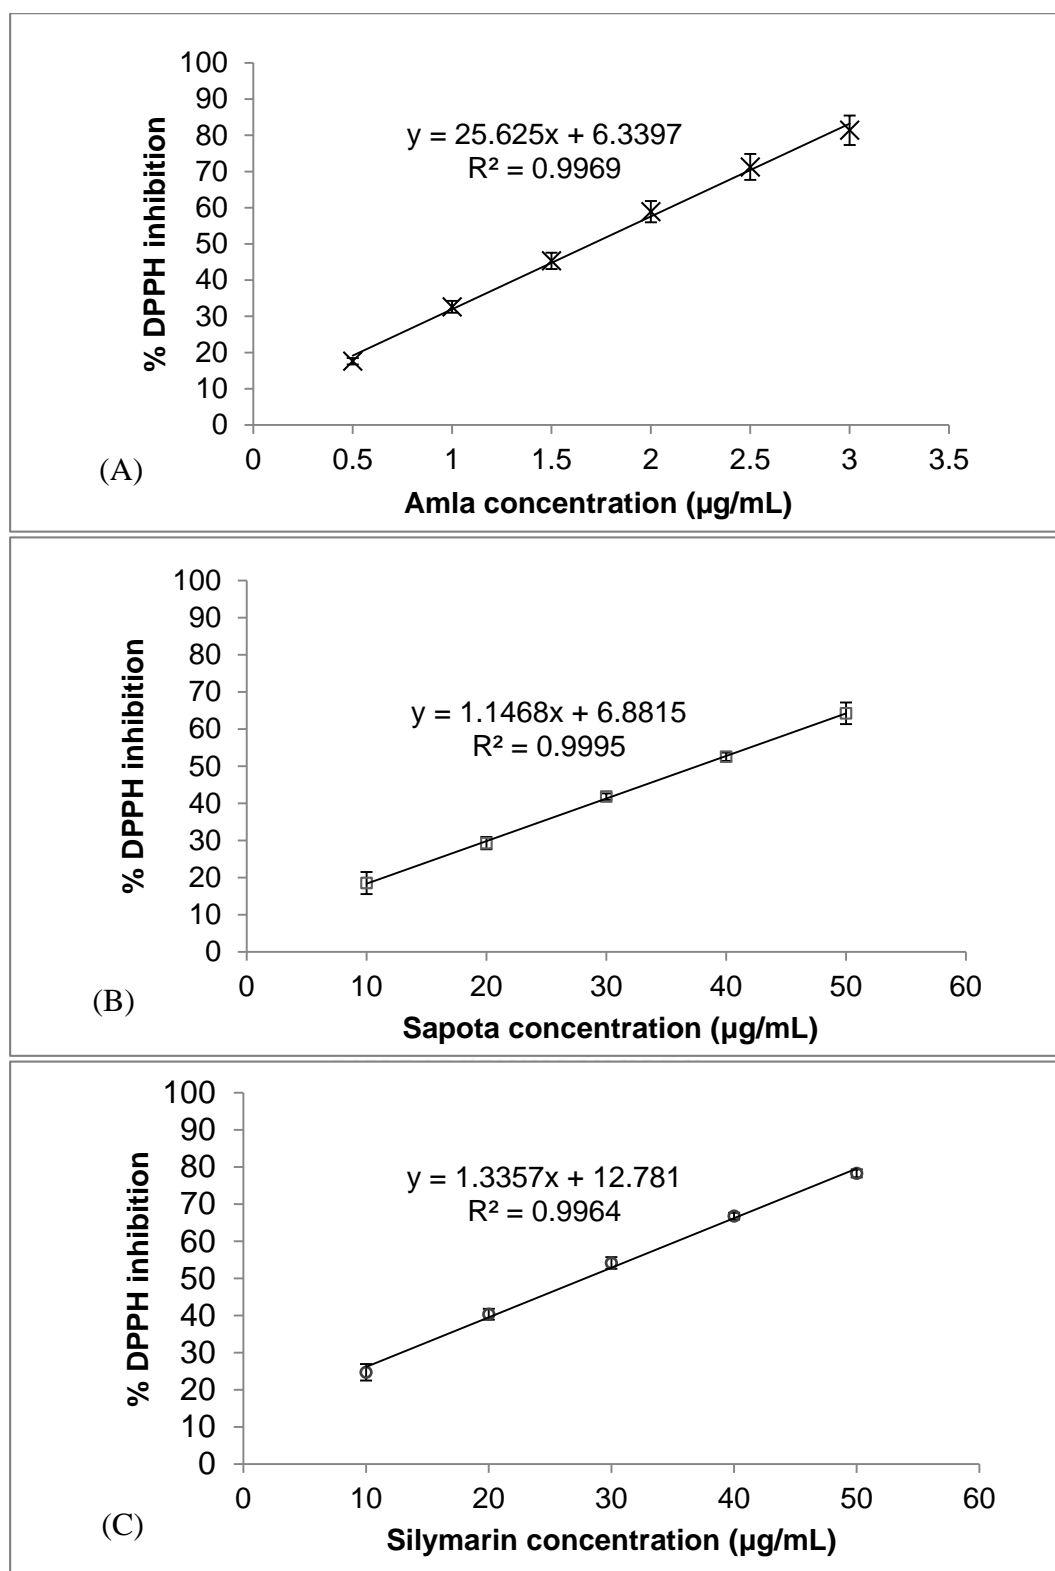 100
90
80
70
60
50
40
30
20
10
0
% DPPH inhibition
y = 25.625x + 6.3397
R² = 0.9969
0 0.5 1 1.5 2 2.5 3 3.5
(A)
Amla concentration (µg/mL)
100
90
80
70
60
50
40
30
20
10
0
% DPPH inhibition
y = 1.1468x + 6.8815
R² = 0.9995
0 10 20 30 40 50 60
(B)
Sapota concentration (µg/mL)
100
90
80
70
60
50
40
30
20
10
0
% DPPH inhibition
y = 1.3357x + 12.781
R² = 0.9964
0 10 20 30 40 50 60
(C)
Silymarin concentration (µg/mL)